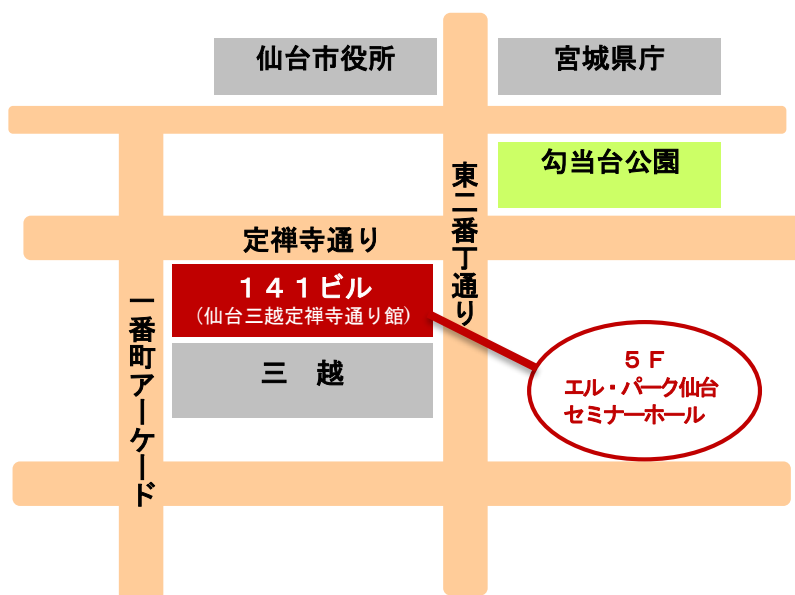 仙台市役所
宮城県庁
勾当台公園
東二番丁通り
定禅寺通り
１４１ビル
(仙台三越定禅寺通り館)
一番町アーケード
三　越
５Ｆ
エル・パーク仙台
セミナーホール